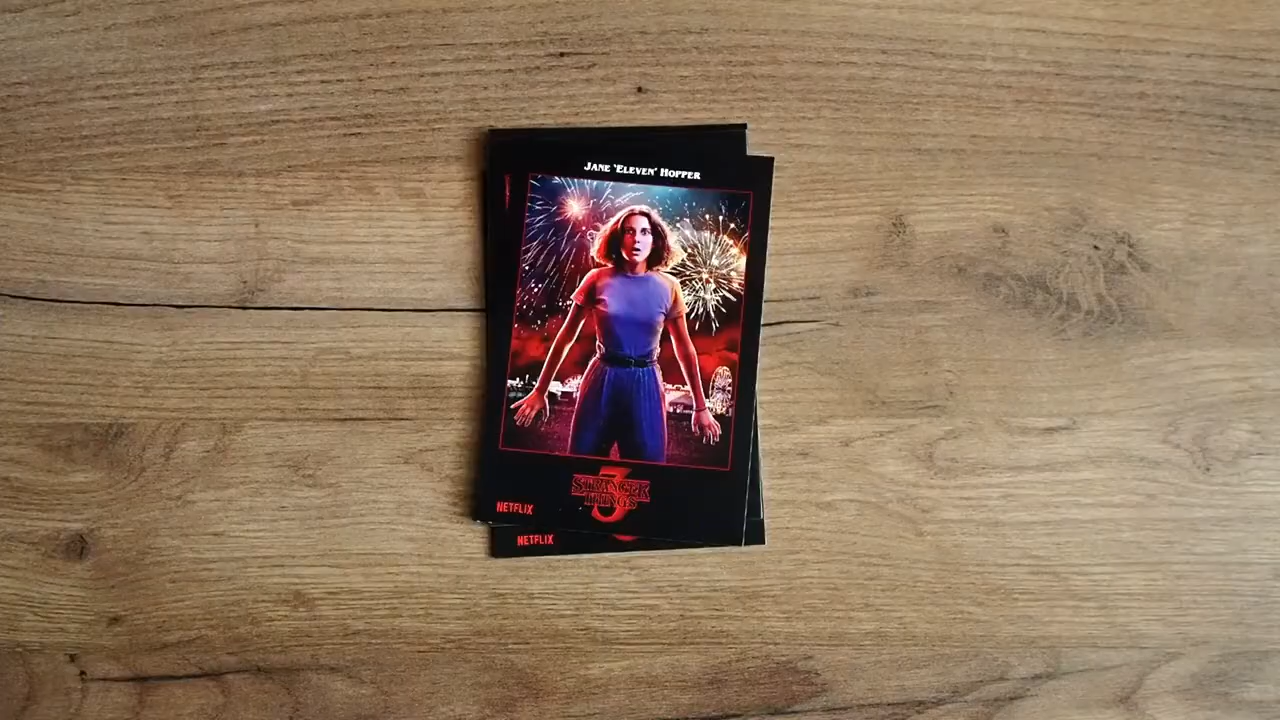 JANE 'ELEVEN' HOPPER
STRANGER
THINGS
3
NETFLIX
NETFLIX